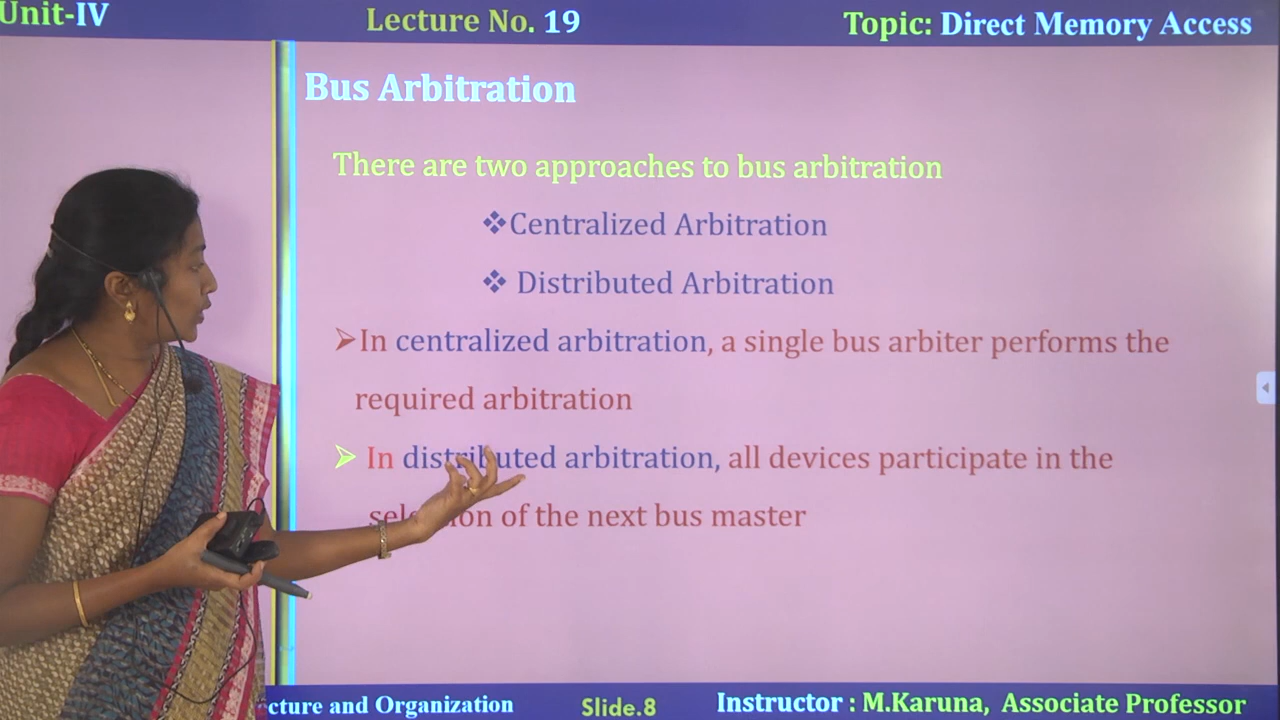 Unit-IV
Lecture No. 19
Topic: Direct Memory Access
Bus Arbitration
There are two approaches to bus arbitration
❖Centralized Arbitration
❖ Distributed Arbitration
➢In centralized arbitration, a single bus arbiter performs the
required arbitration
➢ In distributed arbitration, all devices participate in the
of the next bus master
and Organization
Slide.8
Instructor : M.Karuna, Associate Professor